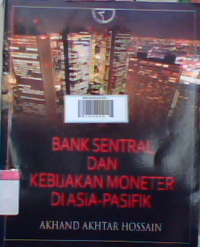 BANK SENTRAL
DAN
KEBIJAKAN MONETER
DI ASIA-PASIFIK
AKHAND AKHTAR HOSSAIN